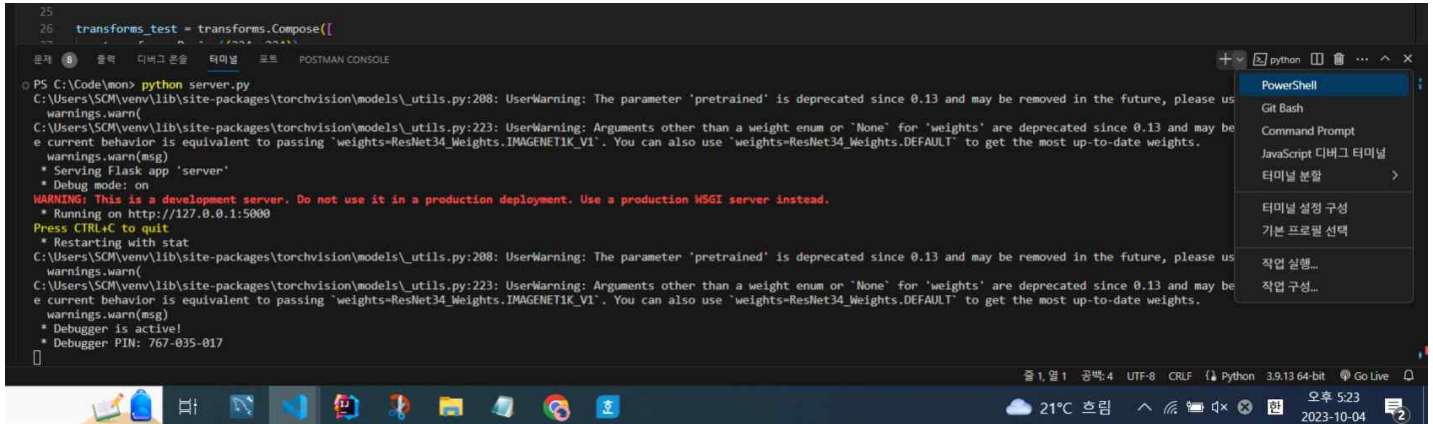 25
26 transforms_test = transforms.Compose([
문제 8 출력 디버그 콘솔 터미널 포트 POSTMAN CONSOLE
python
PS C:\Code\mon> python server.py
C:\Users\SCM\venv\lib\site-packages\torchvision\models\_utils.py:208: UserWarning: The parameter 'pretrained' is deprecated since 0.13 and may be removed in the future, please us
warnings.warn(
C:\Users\SCM\venv\lib\site-packages\torchvision\models\_utils.py:223: UserWarning: Arguments other than a weight enum or `None` for 'weights' are deprecated since 0.13 and may be
e current behavior is equivalent to passing `weights=ResNet34_Weights.IMAGENET1K_V1`. You can also use `weights=ResNet34_Weights.DEFAULT` to get the most up-to-date weights.
warnings.warn(msg)
* Serving Flask app 'server'
* Debug mode: on
WARNING: This is a development server. Do not use it in a production deployment. Use a production WSGI server instead.
* Running on http://127.0.0.1:5000
Press CTRL+C to quit
* Restarting with stat
C:\Users\SCM\venv\lib\site-packages\torchvision\models\_utils.py:208: UserWarning: The parameter 'pretrained' is deprecated since 0.13 and may be removed in the future, please us
warnings.warn(
C:\Users\SCM\venv\lib\site-packages\torchvision\models\_utils.py:223: UserWarning: Arguments other than a weight enum or `None` for 'weights' are deprecated since 0.13 and may be
e current behavior is equivalent to passing `weights=ResNet34_Weights.IMAGENET1K_V1`. You can also use `weights=ResNet34_Weights.DEFAULT` to get the most up-to-date weights.
warnings.warn(msg)
* Debugger is active!
* Debugger PIN: 767-035-017
PowerShell
Git Bash
Command Prompt
JavaScript 디버그 터미널
터미널 분할
터미널 설정 구성
기본 프로필 선택
작업 실행...
작업 구성...
줄 1, 열 1 공백: 4 UTF-8 CRLF Python 3.9.13 64-bit Go Live
21°C 흐림 한 오후 5:23
2023-10-04
2